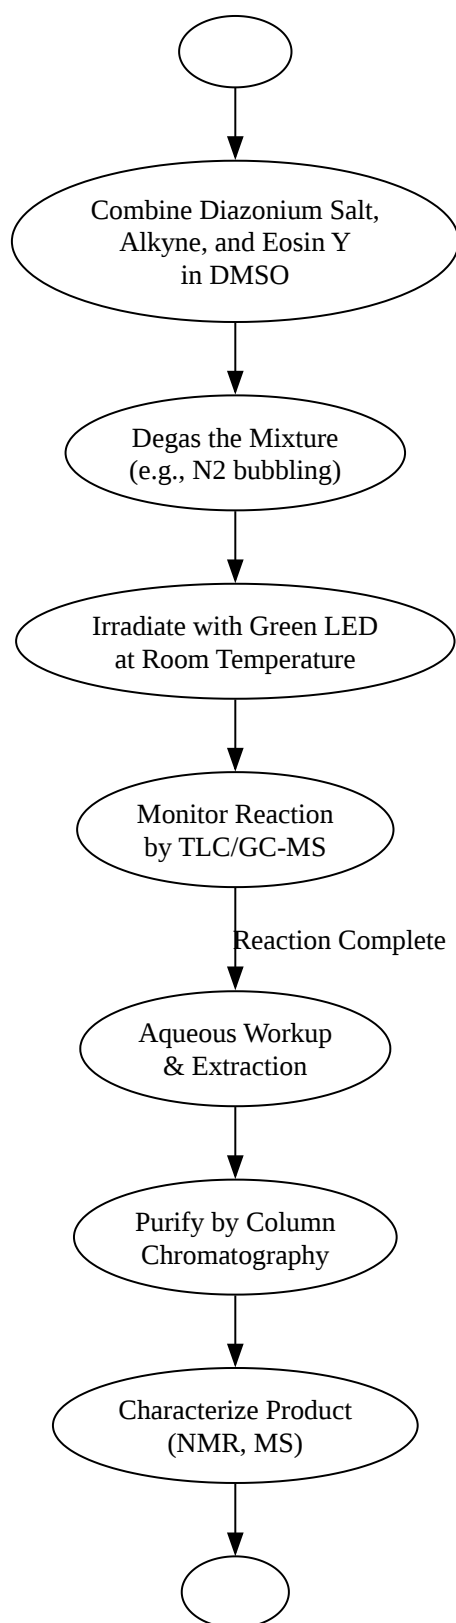 Combine Diazonium Salt,
Alkyne, and Eosin Y
in DMSO
Degas the Mixture
(e.g., N2 bubbling)
Irradiate with Green LED
at Room Temperature
Monitor Reaction
by TLC/GC-MS
Reaction Complete
Aqueous Workup
& Extraction
Purify by Column
Chromatography
Characterize Product
(NMR, MS)